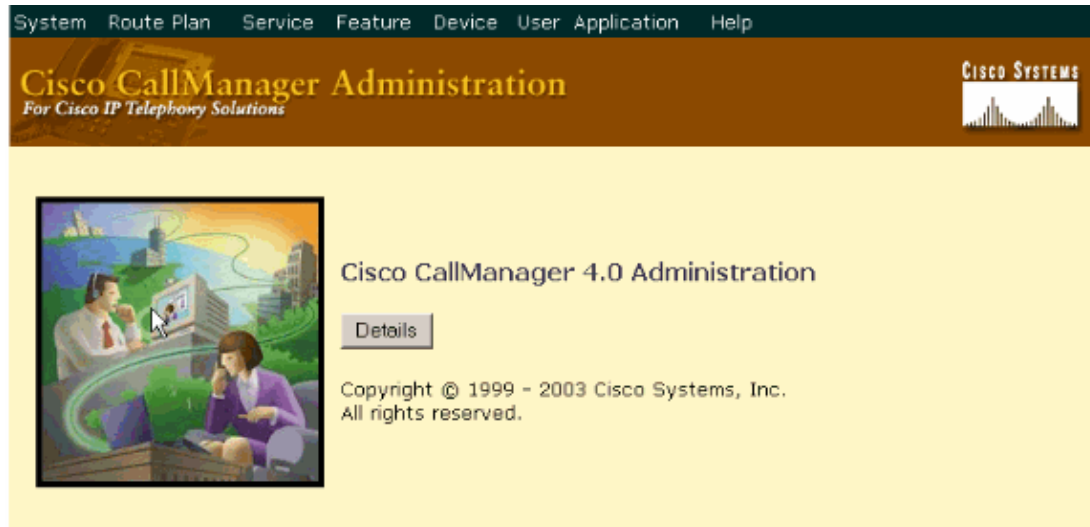 System Route Plan Service Feature Device User Application Help
Cisco CallManager Administration
For Cisco IP Telephony Solutions
CISCO SYSTEMS
Cisco CallManager 4.0 Administration
Details
Copyright © 1999 - 2003 Cisco Systems, Inc.
All rights reserved.